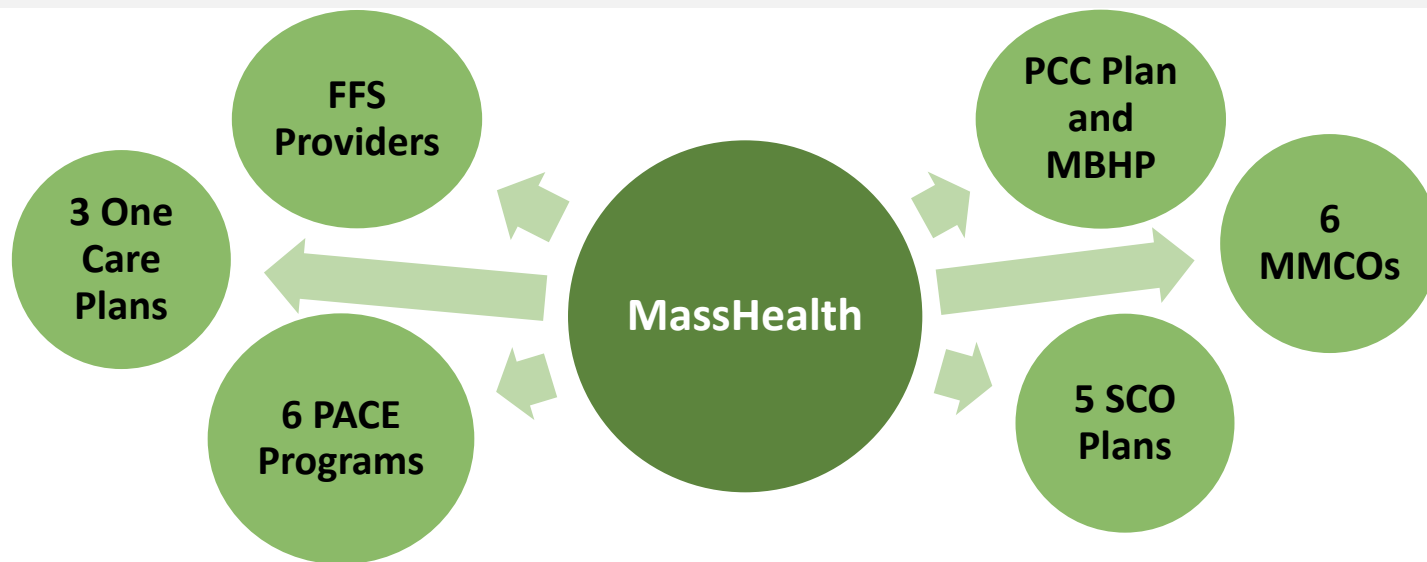 FFS
Providers
3 One
Care
Plans
6 PACE
Programs
MassHealth
PCC Plan
and
MBHP
6
MMCOs
5 SCO
Plans